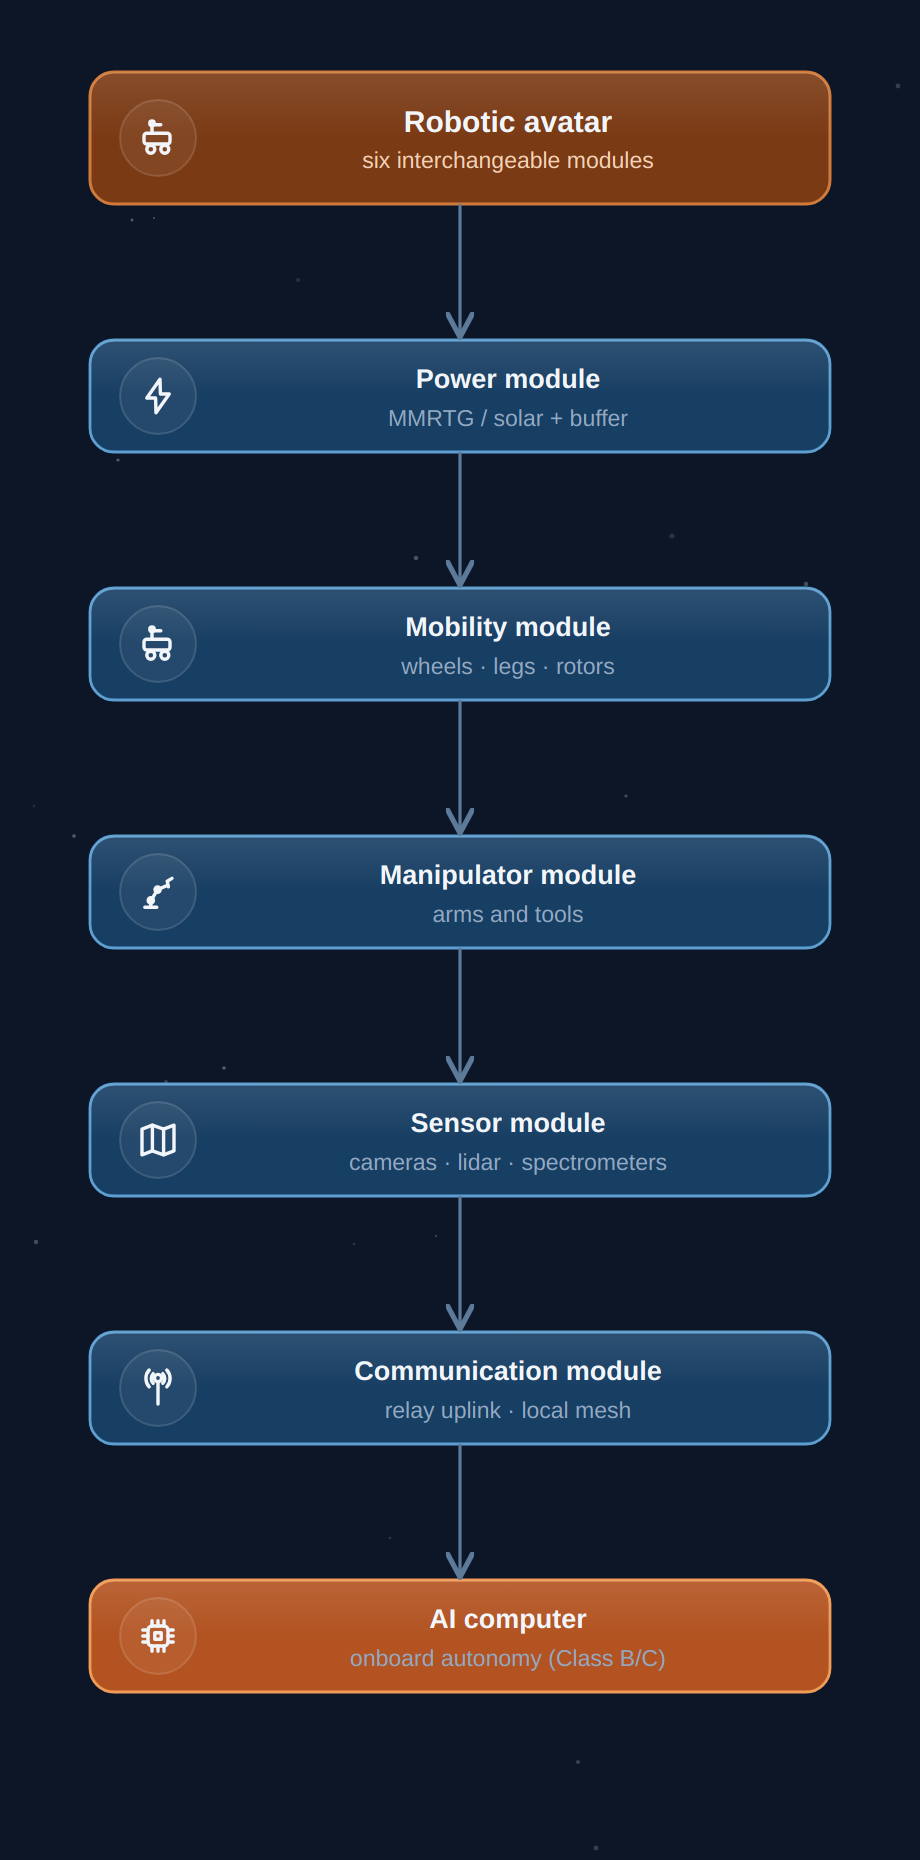 Robotic avatar
six interchangeable modules
Power module
MMRTG / solar + buffer
Mobility module
wheels · legs · rotors
Manipulator module
arms and tools
Sensor module
cameras · lidar · spectrometers
Communication module
relay uplink · local mesh
AI computer
onboard autonomy (Class B/C)